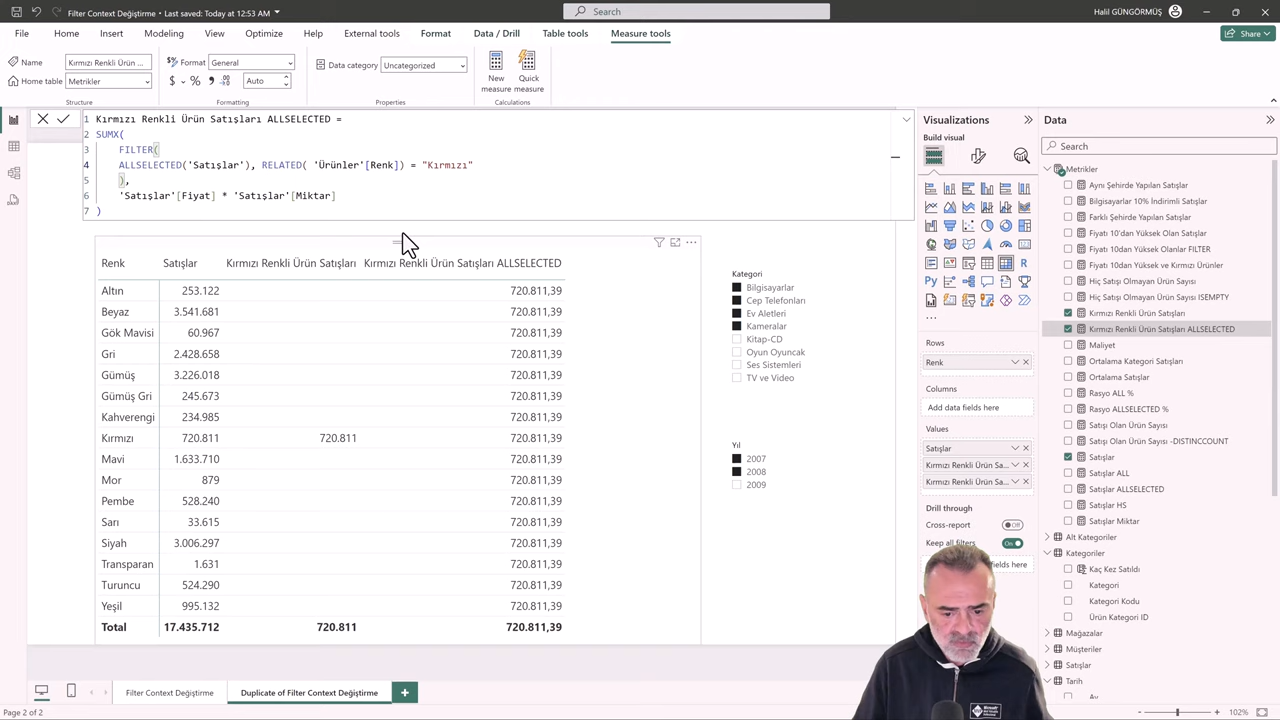 Filter Context Değiştirme • Last saved: Today at 12:53 AM
Search
Halil GÜNGÖRMÜŞ
File
Home
Insert
Modeling
View
Optimize
Help
External tools
Format
Data / Drill
Table tools
Measure tools
Share
Name
Kırmızı Renkli Ürün ...
Home table
Metrikler
Structure
Format
General
$
%
Auto
Formatting
Data category
Uncategorized
Properties
New measure
Quick measure
Calculations
1 Kırmızı Renkli Ürün Satışları ALLSELECTED =
2 SUMX(
3 FILTER(
4 ALLSELECTED('Satışlar'), RELATED( 'Ürünler'[Renk]) = "Kırmızı"
5 ),
6 'Satışlar'[Fiyat] * 'Satışlar'[Miktar]
7 )
Renk Satışlar Kırmızı Renkli Ürün Satışları Kırmızı Renkli Ürün Satışları ALLSELECTED
Altın 253.122 720.811,39
Beyaz 3.541.681 720.811,39
Gök Mavisi 60.967 720.811,39
Gri 2.428.658 720.811,39
Gümüş 3.226.018 720.811,39
Gümüş Gri 245.673 720.811,39
Kahverengi 234.985 720.811,39
Kırmızı 720.811 720.811 720.811,39
Mavi 1.633.710 720.811,39
Mor 879 720.811,39
Pembe 528.240 720.811,39
Sarı 33.615 720.811,39
Siyah 3.006.297 720.811,39
Transparan 1.631 720.811,39
Turuncu 524.290 720.811,39
Yeşil 995.132 720.811,39
Total 17.435.712 720.811 720.811,39
Kategori
Bilgisayarlar
Cep Telefonları
Ev Aletleri
Kameralar
Kitap-CD
Oyun Oyuncak
Ses Sistemleri
TV ve Video
Yıl
2007
2008
2009
Visualizations
Build visual
Rows
Renk
Columns
Add data fields here
Values
Satışlar
Kırmızı Renkli Ürün Sa...
Kırmızı Renkli Ürün Sa...
Drill through
Cross-report
Off
Keep all filters
On
fields here
Data
Search
Metrikler
Aynı Şehirde Yapılan Satışlar
Bilgisayarlar 10% İndirimli Satışlar
Farklı Şehirde Yapılan Satışlar
Fiyatı 10'dan Yüksek Olan Satışlar
Fiyatı 10dan Yüksek Olanlar FILTER
Fiyatı 10dan Yüksek ve Kırmızı Ürünler
Hiç Satışı Olmayan Ürün Sayısı
Hiç Satışı Olmayan Ürün Sayısı ISEMPTY
Kırmızı Renkli Ürün Satışları
Kırmızı Renkli Ürün Satışları ALLSELECTED
Maliyet
Ortalama Kategori Satışları
Ortalama Satışlar
Rasyo ALL %
Rasyo ALLSELECTED %
Satışı Olan Ürün Sayısı
Satışı Olan Ürün Sayısı -DISTINCCOUNT
Satışlar
Satışlar ALL
Satışlar ALLSELECTED
Satışlar HS
Satışlar Miktar
Alt Kategoriler
Kategoriler
Kaç Kez Satıldı
Kategori
Kategori Kodu
Ürün Kategori ID
Mağazalar
Müşteriler
Satışlar
Tarih
Ay
Filter Context Değiştirme
Duplicate of Filter Context Değiştirme
Page 2 of 2
102%